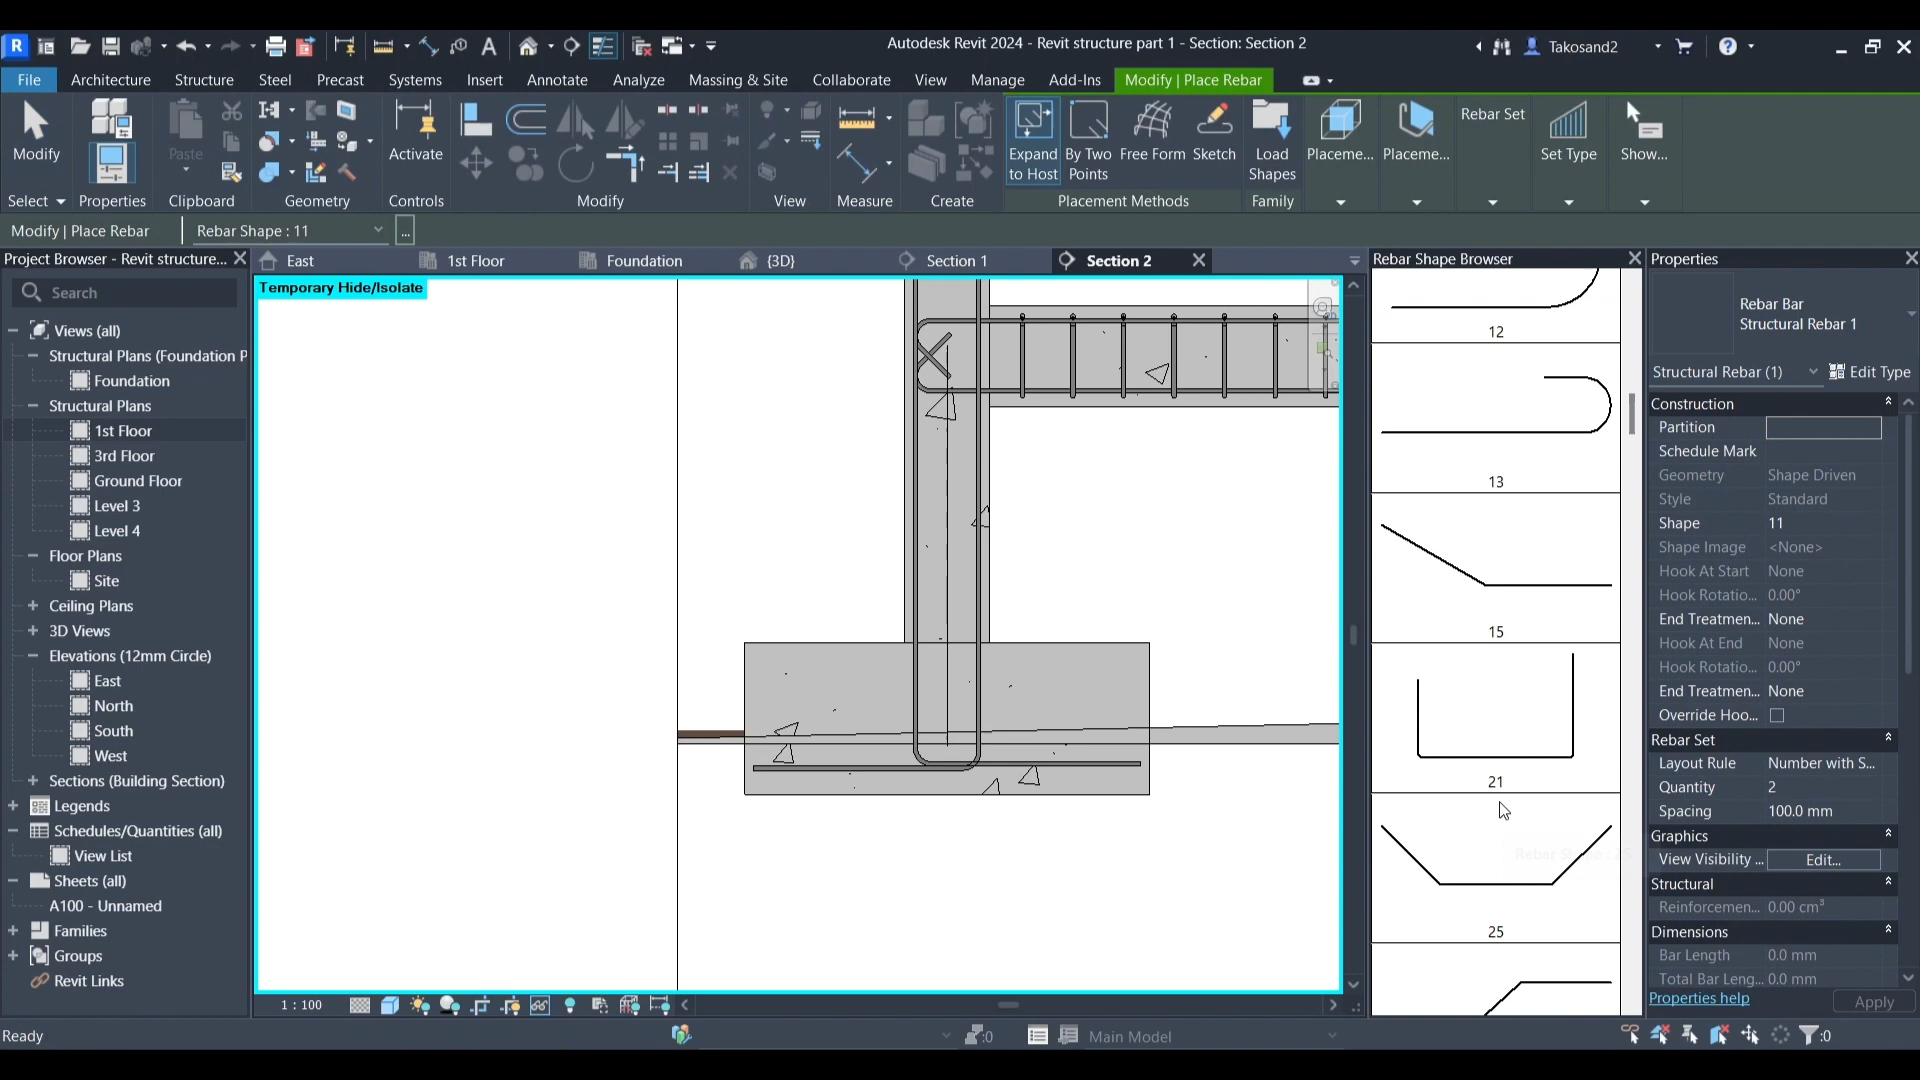 Autodesk Revit 2024 - Revit structure part 1 - Section: Section 2
Takosand2
File
Architecture
Structure
Steel
Precast
Systems
Insert
Annotate
Analyze
Massing & Site
Collaborate
View
Manage
Add-Ins
Modify | Place Rebar
Modify
Paste
Activate
Expand to Host
By Two Points
Free Form
Sketch
Load Shapes
Placeme...
Placeme...
Rebar Set
Set Type
Show...
Select
Properties
Clipboard
Geometry
Controls
Modify
View
Measure
Create
Placement Methods
Family
Modify | Place Rebar
Rebar Shape : 11
...
Project Browser - Revit structure...
East
1st Floor
Foundation
{3D}
Section 1
Section 2
Rebar Shape Browser
Properties
Search
Views (all)
Structural Plans (Foundation P
Foundation
Structural Plans
1st Floor
3rd Floor
Ground Floor
Level 3
Level 4
Floor Plans
Site
Ceiling Plans
3D Views
Elevations (12mm Circle)
East
North
South
West
Sections (Building Section)
Legends
Schedules/Quantities (all)
View List
Sheets (all)
A100 - Unnamed
Families
Groups
Revit Links
Temporary Hide/Isolate
12
13
15
21
25
Rebar Bar
Structural Rebar 1
Structural Rebar (1)
Edit Type
Construction
Partition
Schedule Mark
Geometry Shape Driven
Style Standard
Shape 11
Shape Image <None>
Hook At Start None
Hook Rotatio... 0.00°
End Treatmen... None
Hook At End None
Hook Rotatio... 0.00°
End Treatmen... None
Override Hoo...
Rebar Set
Layout Rule Number with S...
Quantity 2
Spacing 100.0 mm
Graphics
View Visibility ... Edit...
Structural
Reinforcemen... 0.00 cm³
Dimensions
Bar Length 0.0 mm
Total Bar Leng... 0.0 mm
Properties help
Apply
1 : 100
Ready
:0
Main Model
:0